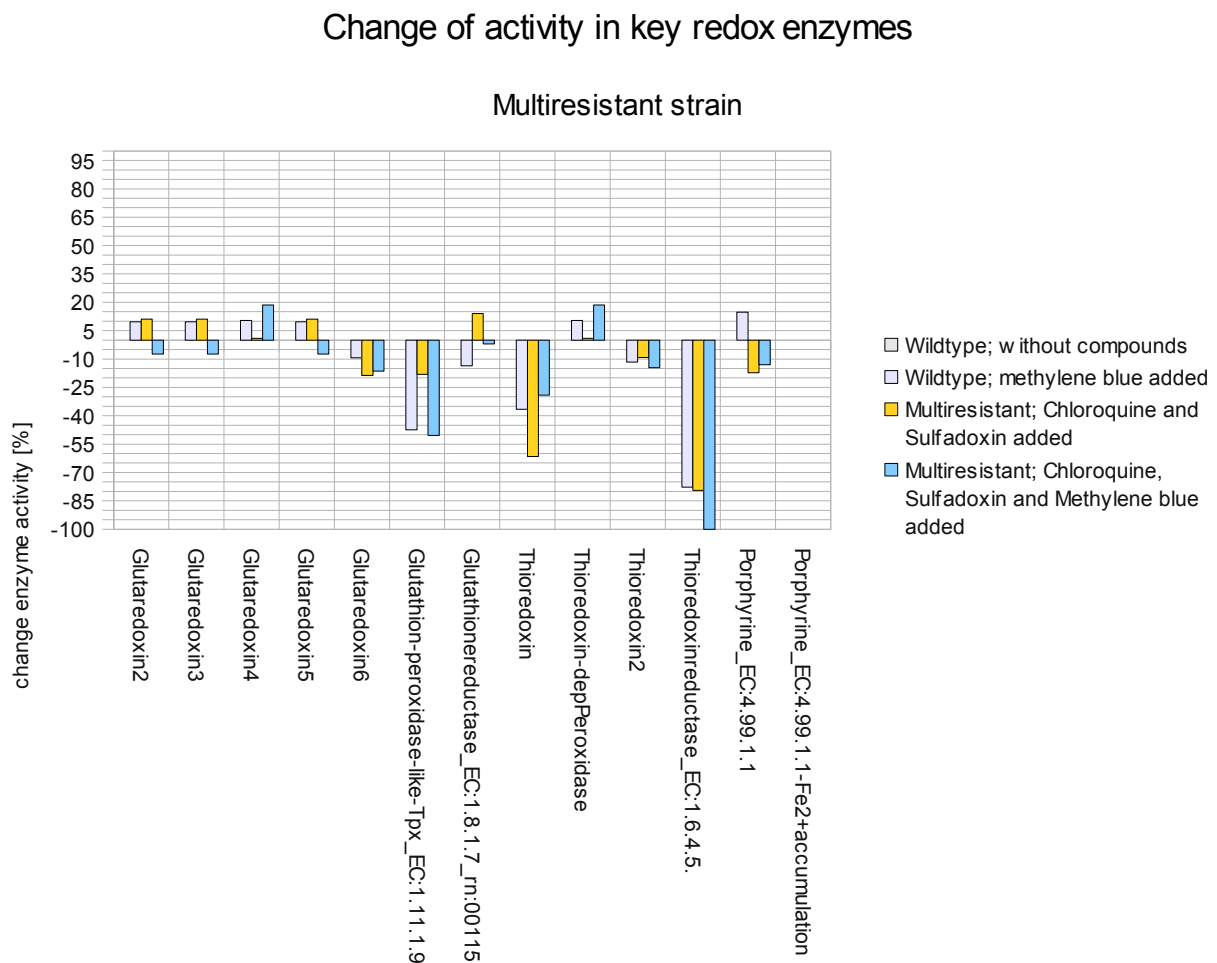 Change of activity in key redox enzymes
Multiresistant strain
95
80
65
50
35
20
5
-10
-25
-40
-55
-70
-85
-100
change enzyme activity [%]
Glutaredoxin2
Glutaredoxin3
Glutaredoxin4
Glutaredoxin5
Glutaredoxin6
Glutathion-peroxidase-like-Tpx_EC:1.11.1.9
Glutathionereductase_EC:1.8.1.7_rn:00115
Thioredoxin
Thioredoxin-depPeroxidase
Thioredoxin2
Thioredoxinreductase_EC:1.6.4.5.
Porphyrine_EC:4.99.1.1
Porphyrine_EC:4.99.1.1-Fe2+accumulation
Wildtype; without compounds
Wildtype; methylene blue added
Multiresistant; Chloroquine and
Sulfadoxin added
Multiresistant; Chloroquine,
Sulfadoxin and Methylene blue
added